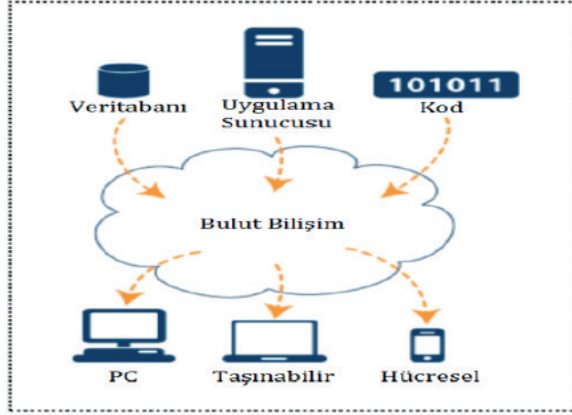 101011
Veritabanı
Uygulama
Sunucusu
Kod
Bulut Bilişim
PC
Taşınabilir
Hücresel